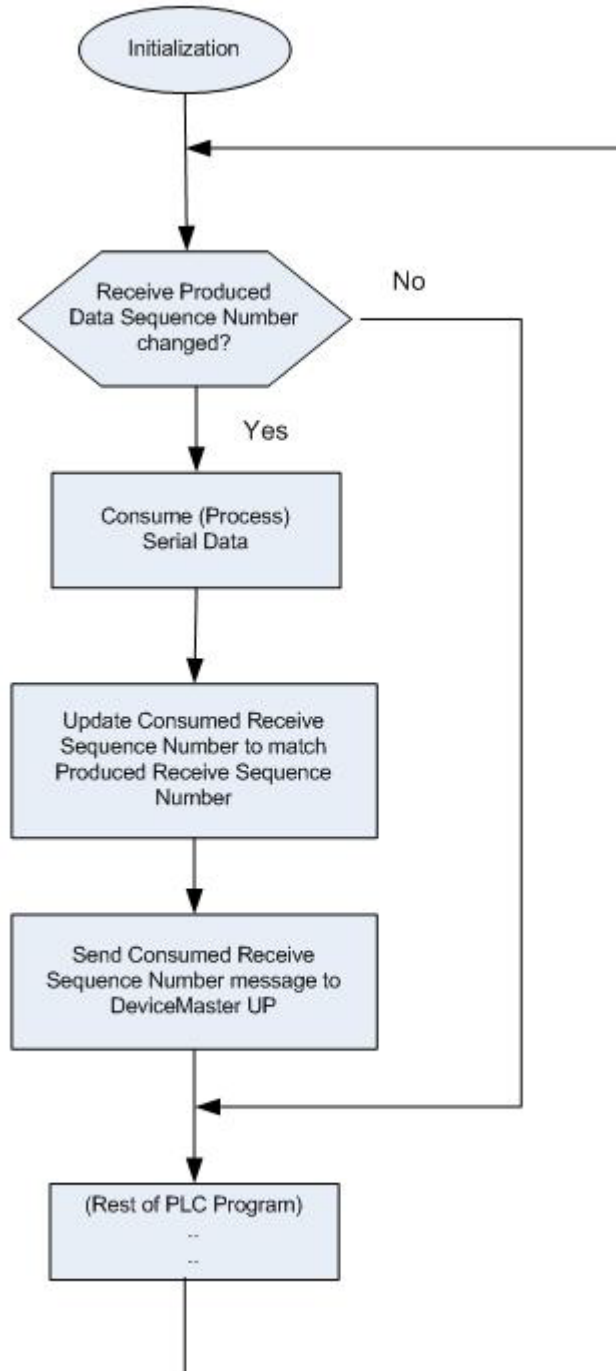 Initialization
Receive Produced
Data Sequence Number
changed?
No
Yes
Consume (Process)
Serial Data
Update Consumed Receive
Sequence Number to match
Produced Receive Sequence
Number
Send Consumed Receive
Sequence Number message to
DeviceMaster UP
(Rest of PLC Program)
..
..